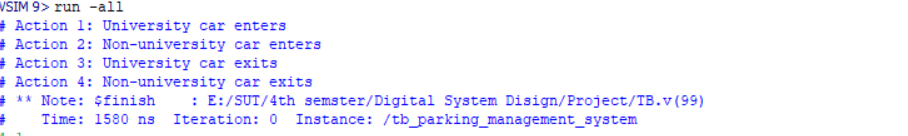 VSIM 9> run -all
# Action 1: University car enters
# Action 2: Non-university car enters
# Action 3: University car exits
# Action 4: Non-university car exits
# ** Note: $finish    : E:/SUT/4th semster/Digital System Disign/Project/TB.v(99)
#    Time: 1580 ns  Iteration: 0  Instance: /tb_parking_management_system